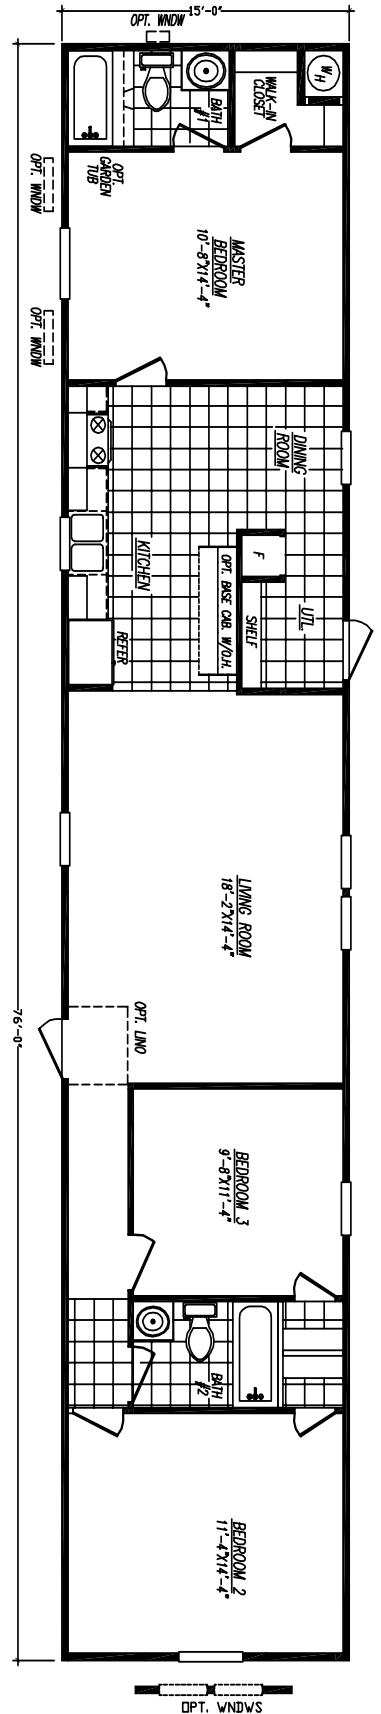 15'-0"
OPT. WNDW
WH
WALK-IN
CLOSET
BATH
#1
OPT.
GARDEN
TUB
OPT. WNDW
MASTER
BEDROOM
10'-8"X14'-4"
OPT. WNDW
DINING
ROOM
KITCHEN
F
OPT. BASE CAB. W/O.H.
UTL.
SHELF
REFER
LIVING ROOM
18'-2"X14'-4"
OPT. LINO
76'-0"
BEDROOM 3
9'-8"X11'-4"
BATH
#2
BEDROOM 2
11'-4"X14'-4"
OPT. WNDWS